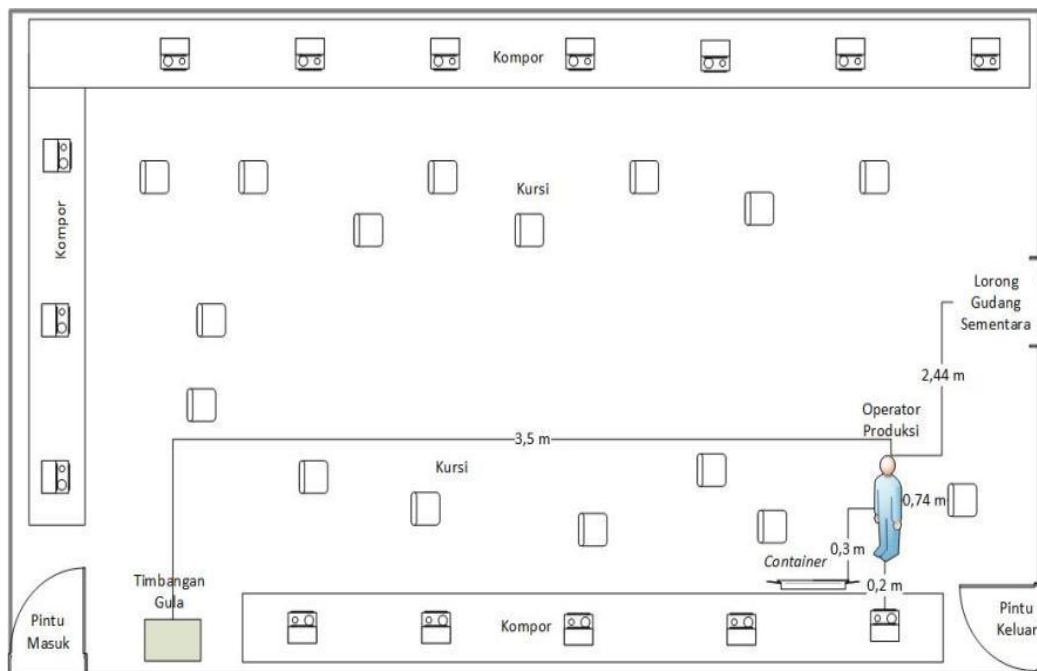 Kompor
Kompor
Kursi
Lorong
Gudang
Sementara
2,44 m
Operator
Produksi
3,5 m
Kursi
0,74 m
0,3 m
Container
0,2 m
Timbangan
Gula
Pintu
Masuk
Kompor
Pintu
Keluar